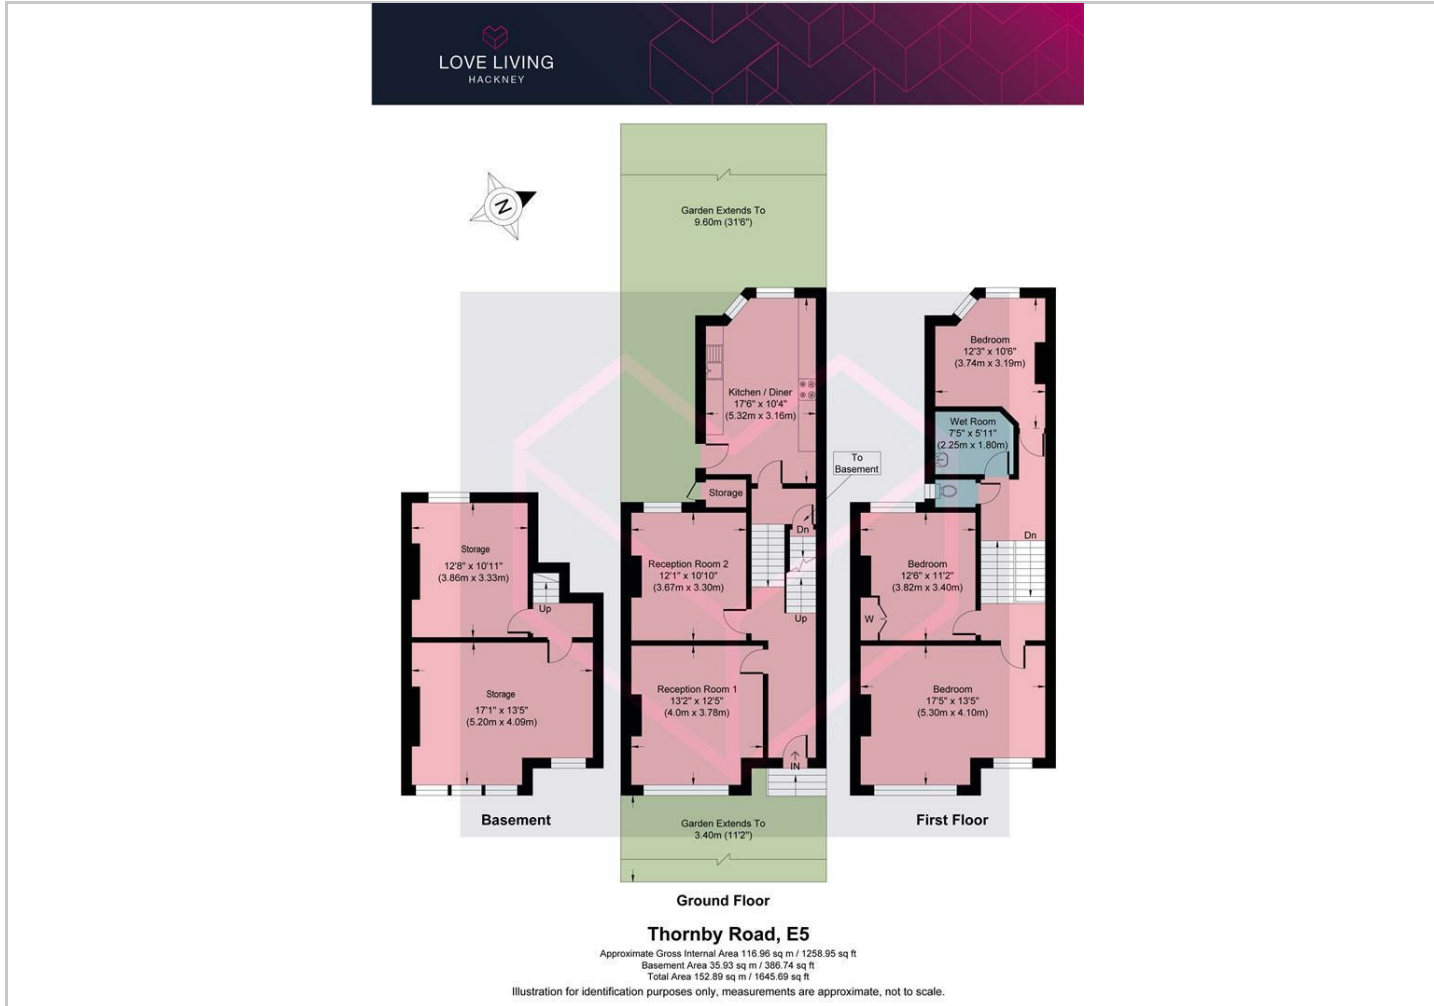 LOVE LIVING
HACKNEY
N
Garden Extends To
9.60m (31'6")
Kitchen / Diner
17'6" x 10'4"
(5.32m x 3.16m)
To
Basement
Storage
Dn
Reception Room 2
12'1" x 10'10"
(3.67m x 3.30m)
Up
Reception Room 1
13'2" x 12'5"
(4.0m x 3.78m)
IN
Garden Extends To
3.40m (11'2")
Ground Floor
Storage
12'8" x 10'11"
(3.86m x 3.33m)
Up
Storage
17'1" x 13'5"
(5.20m x 4.09m)
Basement
Bedroom
12'3" x 10'6"
(3.74m x 3.19m)
Wet Room
7'5" x 5'11"
(2.25m x 1.80m)
Dn
Bedroom
12'6" x 11'2"
(3.82m x 3.40m)
W
Bedroom
17'5" x 13'5"
(5.30m x 4.10m)
First Floor
Thornby Road, E5
Approximate Gross Internal Area 116.96 sq m / 1258.95 sq ft
Basement Area 35.93 sq m / 386.74 sq ft
Total Area 152.89 sq m / 1645.69 sq ft
Illustration for identification purposes only, measurements are approximate, not to scale.